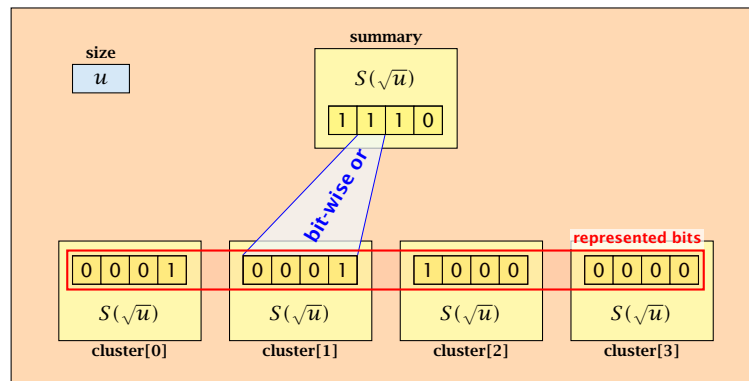 summary
size
u
S(√u)
1 1 1 0
bit-wise or
represented bits
0 0 0 1
0 0 0 1
1 0 0 0
0 0 0 0
S(√u)
S(√u)
S(√u)
S(√u)
cluster[0]
cluster[1]
cluster[2]
cluster[3]